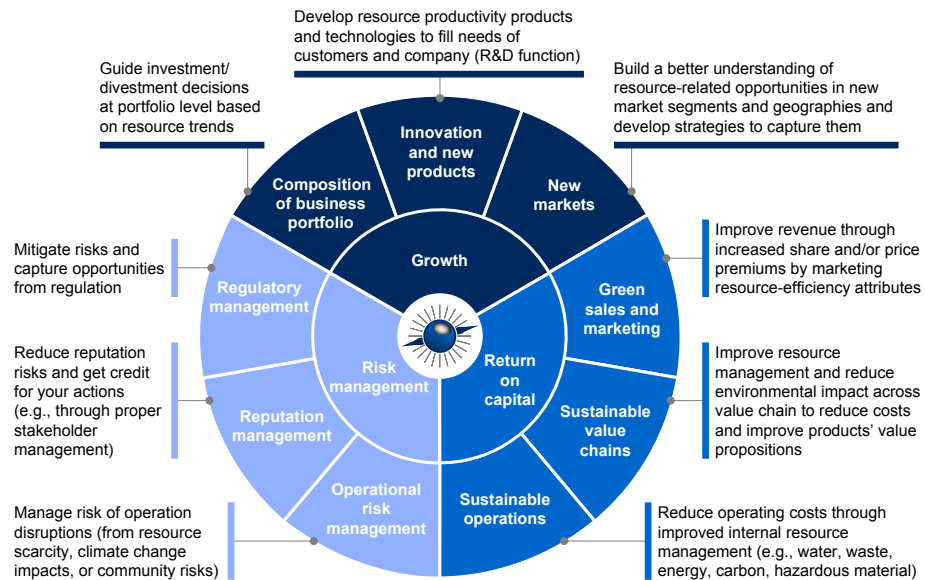 Develop resource productivity products
and technologies to fill needs of
customers and company (R&D function)
Guide investment/
divestment decisions
at portfolio level based
on resource trends
Build a better understanding of
resource-related opportunities in new
market segments and geographies and
develop strategies to capture them
Innovation
and new
products
Composition
of business
portfolio
New
markets
Growth
Mitigate risks and
capture opportunities
from regulation
Regulatory
management
Green
sales and
marketing
Improve revenue through
increased share and/or price
premiums by marketing
resource-efficiency attributes
Reduce reputation
risks and get credit
for your actions
(e.g., through proper
stakeholder
management)
Risk
management
Return
on
capital
Reputation
management
Sustainable
value
chains
Improve resource
management and reduce
environmental impact across
value chain to reduce costs
and improve products’ value
propositions
Manage risk of operation
disruptions (from resource
scarcity, climate change
impacts, or community risks)
Operational
risk
management
Sustainable
operations
Reduce operating costs through
improved internal resource
management (e.g., water, waste,
energy, carbon, hazardous material)